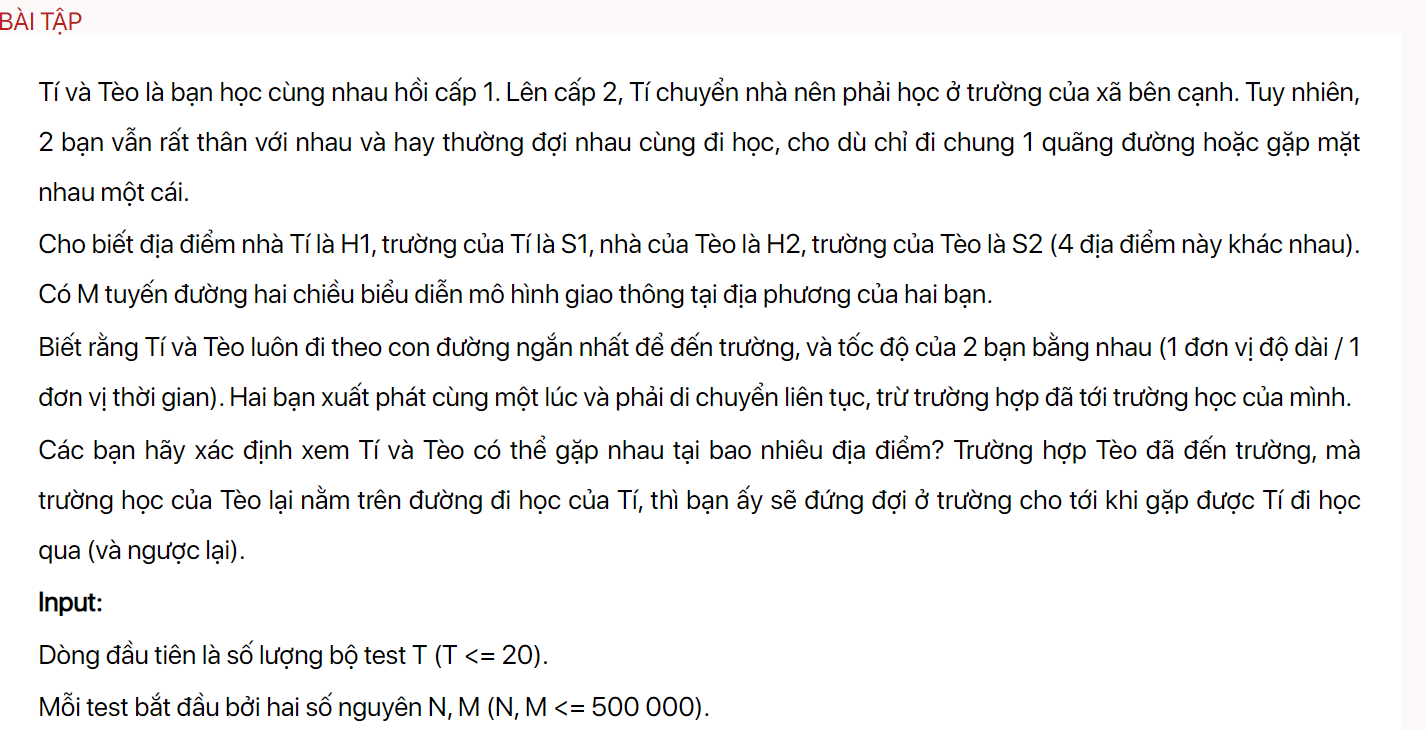 BÀI TẬP
Tí và Tèo là bạn học cùng nhau hồi cấp 1. Lên cấp 2, Tí chuyển nhà nên phải học ở trường của xã bên cạnh. Tuy nhiên,
2 bạn vẫn rất thân với nhau và hay thường đợi nhau cùng đi học, cho dù chỉ đi chung 1 quãng đường hoặc gặp mặt
nhau một cái.
Cho biết địa điểm nhà Tí là H1, trường của Tí là S1, nhà của Tèo là H2, trường của Tèo là S2 (4 địa điểm này khác nhau).
Có M tuyến đường hai chiều biểu diễn mô hình giao thông tại địa phương của hai bạn.
Biết rằng Tí và Tèo luôn đi theo con đường ngắn nhất để đến trường, và tốc độ của 2 bạn bằng nhau (1 đơn vị độ dài / 1
đơn vị thời gian). Hai bạn xuất phát cùng một lúc và phải di chuyển liên tục, trừ trường hợp đã tới trường học của mình.
Các bạn hãy xác định xem Tí và Tèo có thể gặp nhau tại bao nhiêu địa điểm? Trường hợp Tèo đã đến trường, mà
trường học của Tèo lại nằm trên đường đi học của Tí, thì bạn ấy sẽ đứng đợi ở trường cho tới khi gặp được Tí đi học
qua (và ngược lại).
Input:
Dòng đầu tiên là số lượng bộ test T (T <= 20).
Mỗi test bắt đầu bởi hai số nguyên N, M (N, M <= 500 000).